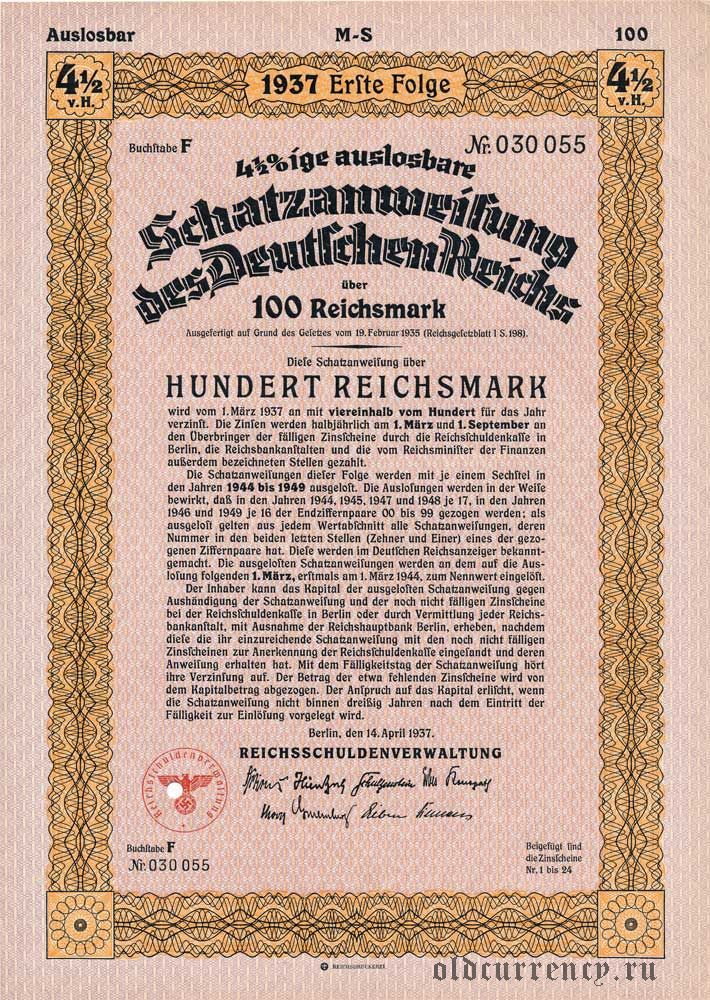 Auslosbar M-S 100
4½ v.H. 1937 Erſte Folge 4½ v.H.
Buchſtabe F Nr. 030 055
4½%ige auslosbare
Schatzanweiſung
des Deutſchen Reichs
über
100 Reichsmark
Ausgefertigt auf Grund des Geſetzes vom 19. Februar 1935 (Reichsgeſetzblatt I S. 198).
Dieſe Schatzanweiſung über
HUNDERT REICHSMARK
wird vom 1. März 1937 an mit viereinhalb vom Hundert für das Jahr
verzinſt. Die Zinſen werden halbjährlich am 1. März und 1. September an
den Überbringer der fälligen Zinsſcheine durch die Reichsſchuldenkaſſe in
Berlin, die Reichsbankanſtalten und die vom Reichsminiſter der Finanzen
außerdem bezeichneten Stellen gezahlt.
Die Schatzanweiſungen dieſer Folge werden mit je einem Sechſtel in
den Jahren 1944 bis 1949 ausgeloſt. Die Ausloſungen werden in der Weiſe
bewirkt, daß in den Jahren 1944, 1945, 1947 und 1948 je 17, in den Jahren
1946 und 1949 je 16 der Endziffernpaare 00 bis 99 gezogen werden; als
ausgeloſt gelten aus jedem Wertabſchnitt alle Schatzanweiſungen, deren
Nummer in den beiden letzten Stellen (Zehner und Einer) eines der gezo-
genen Ziffernpaare hat. Dieſe werden im Deutſchen Reichsanzeiger bekannt-
gemacht. Die ausgeloſten Schatzanweiſungen werden an dem auf die Aus-
loſung folgenden 1. März, erſtmals am 1. März 1944, zum Nennwert eingelöſt.
Der Inhaber kann das Kapital der ausgeloſten Schatzanweiſung gegen
Aushändigung der Schatzanweiſung und der noch nicht fälligen Zinsſcheine
bei der Reichsſchuldenkaſſe in Berlin oder durch Vermittlung jeder Reichs-
bankanſtalt, mit Ausnahme der Reichshauptbank Berlin, erheben, nachdem
dieſe die ihr einzureichende Schatzanweiſung mit den noch nicht fälligen
Zinsſcheinen zur Anerkennung der Reichsſchuldenkaſſe eingeſandt und deren
Anweiſung erhalten hat. Mit dem Fälligkeitstag der Schatzanweiſung hört
ihre Verzinſung auf. Der Betrag der etwa fehlenden Zinsſcheine wird von
dem Kapitalbetrag abgezogen. Der Anſpruch auf das Kapital erliſcht, wenn
die Schatzanweiſung nicht binnen dreißig Jahren nach dem Eintritt der
Fälligkeit zur Einlöſung vorgelegt wird.
Berlin, den 14. April 1937.
REICHSSCHULDENVERWALTUNG
Reichsschuldenverwaltung
Buchſtabe F
Nr. 030 055
Beigefügt ſind
die Zinsſcheine
Nr. 1 bis 24
REICHSDRUCKEREI
oldcurrency.ru